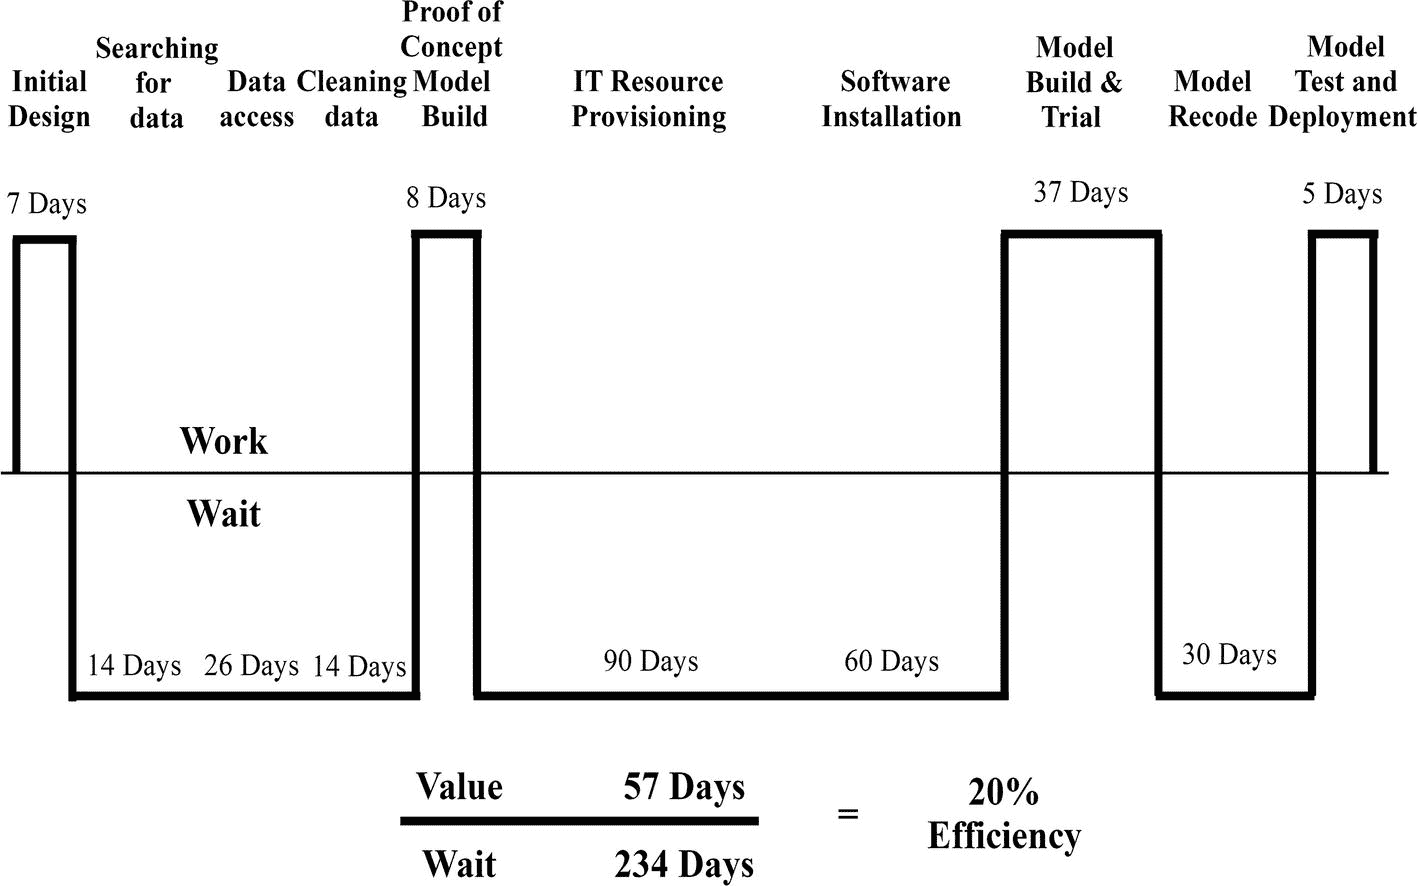 Initial
Design
Searching
for
data
Data
access
Cleaning
data
Proof of
Concept
Model
Build
IT Resource
Provisioning
Software
Installation
Model
Build &
Trial
Model
Recode
Model
Test and
Deployment
7 Days
8 Days
37 Days
5 Days
Work
Wait
14 Days
26 Days
14 Days
90 Days
60 Days
30 Days
Value 57 Days
Wait 234 Days
=
20%
Efficiency